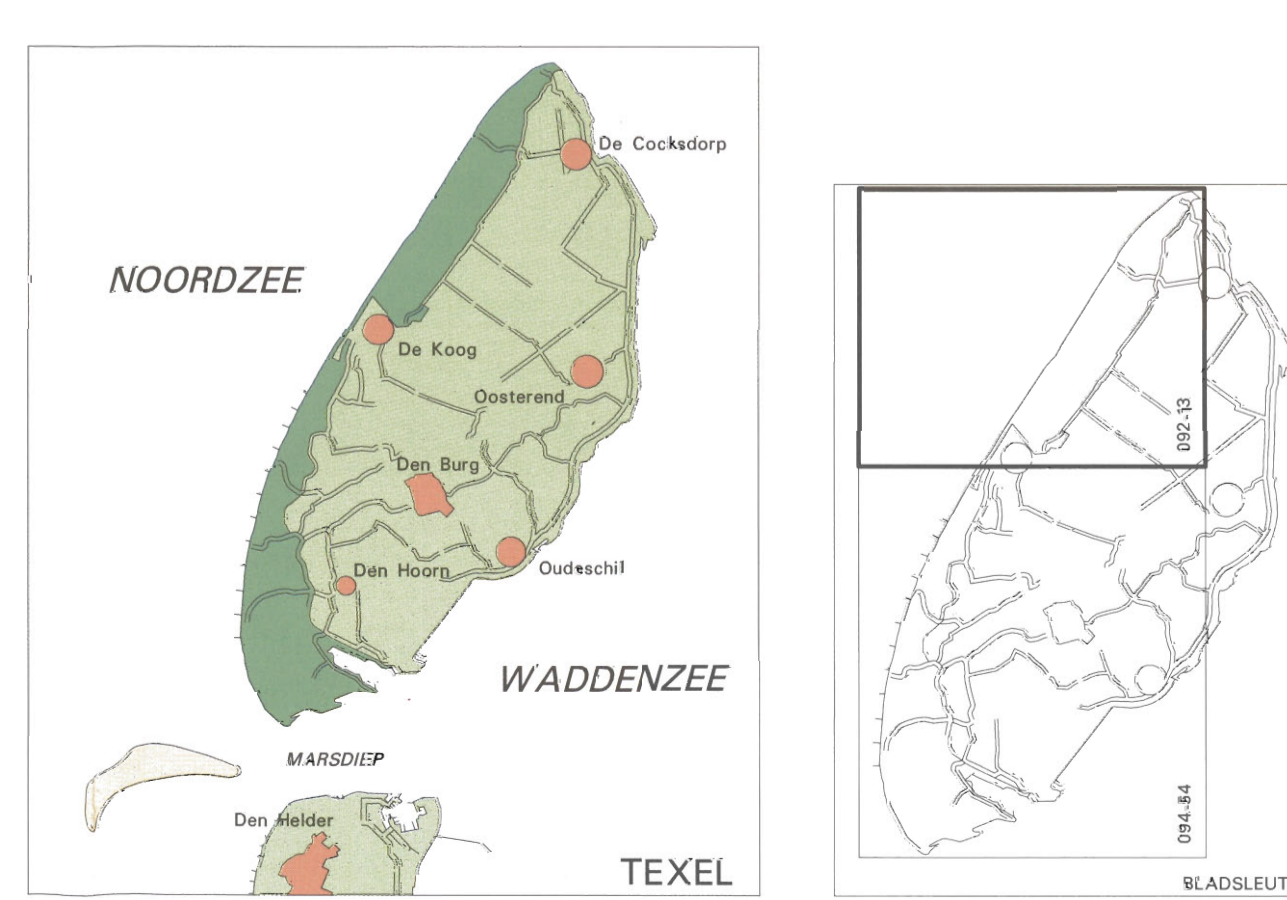 De Cocksdorp
NOORDZEE
De Koog
Oosterend
Den Burg
Den Hoorn
Oudeschil
WADDENZEE
MARSDIEP
Den Helder
TEXEL
092-13
094-54
BLADSLEUT